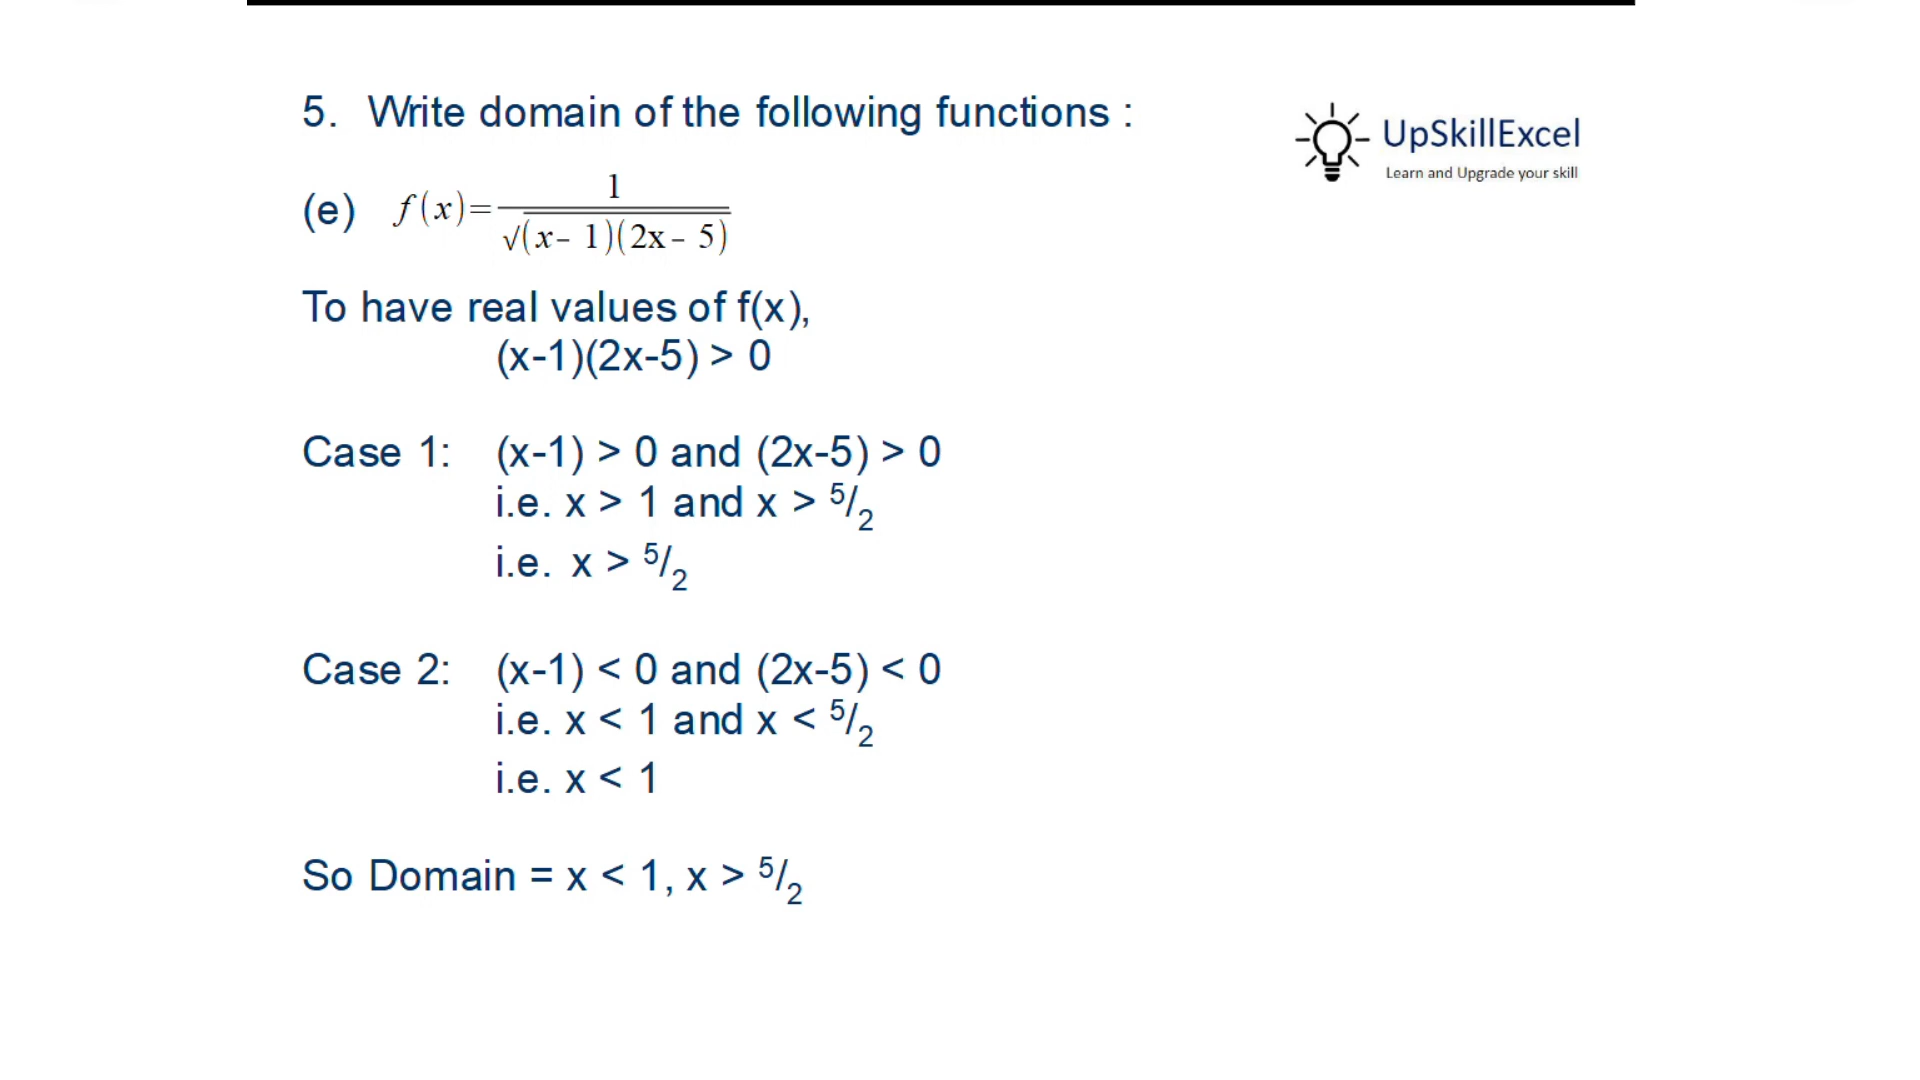 5. Write domain of the following functions :
UpSkillExcel
Learn and Upgrade your skill
(e) f(x)=1/√(x– 1)(2x – 5)
To have real values of f(x),
(x-1)(2x-5) > 0
Case 1: (x-1) > 0 and (2x-5) > 0
i.e. x > 1 and x > 5/2
i.e. x > 5/2
Case 2: (x-1) < 0 and (2x-5) < 0
i.e. x < 1 and x < 5/2
i.e. x < 1
So Domain = x < 1, x > 5/2